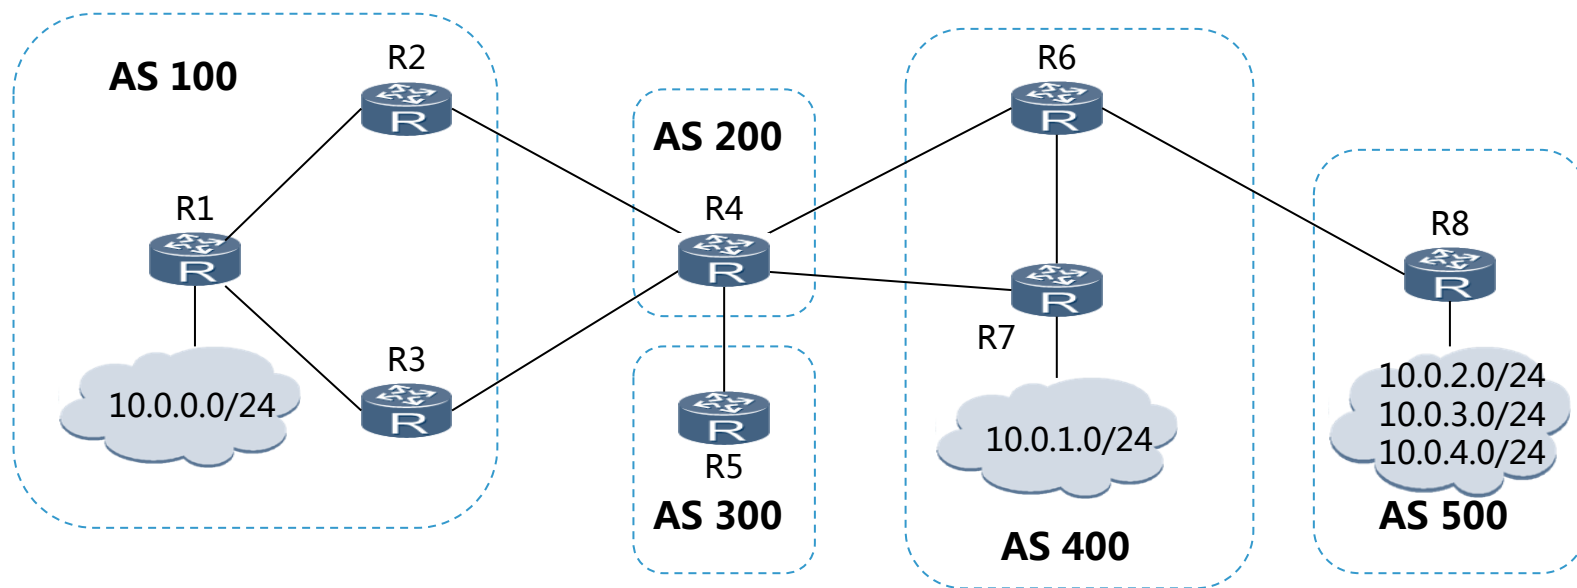 AS 100
R2
R1
R
R
10.0.0.0/24
R3
R
AS 200
R4
R
R
R5
AS 300
R6
R
R
R7
10.0.1.0/24
AS 400
R8
R
10.0.2.0/24
10.0.3.0/24
10.0.4.0/24
AS 500